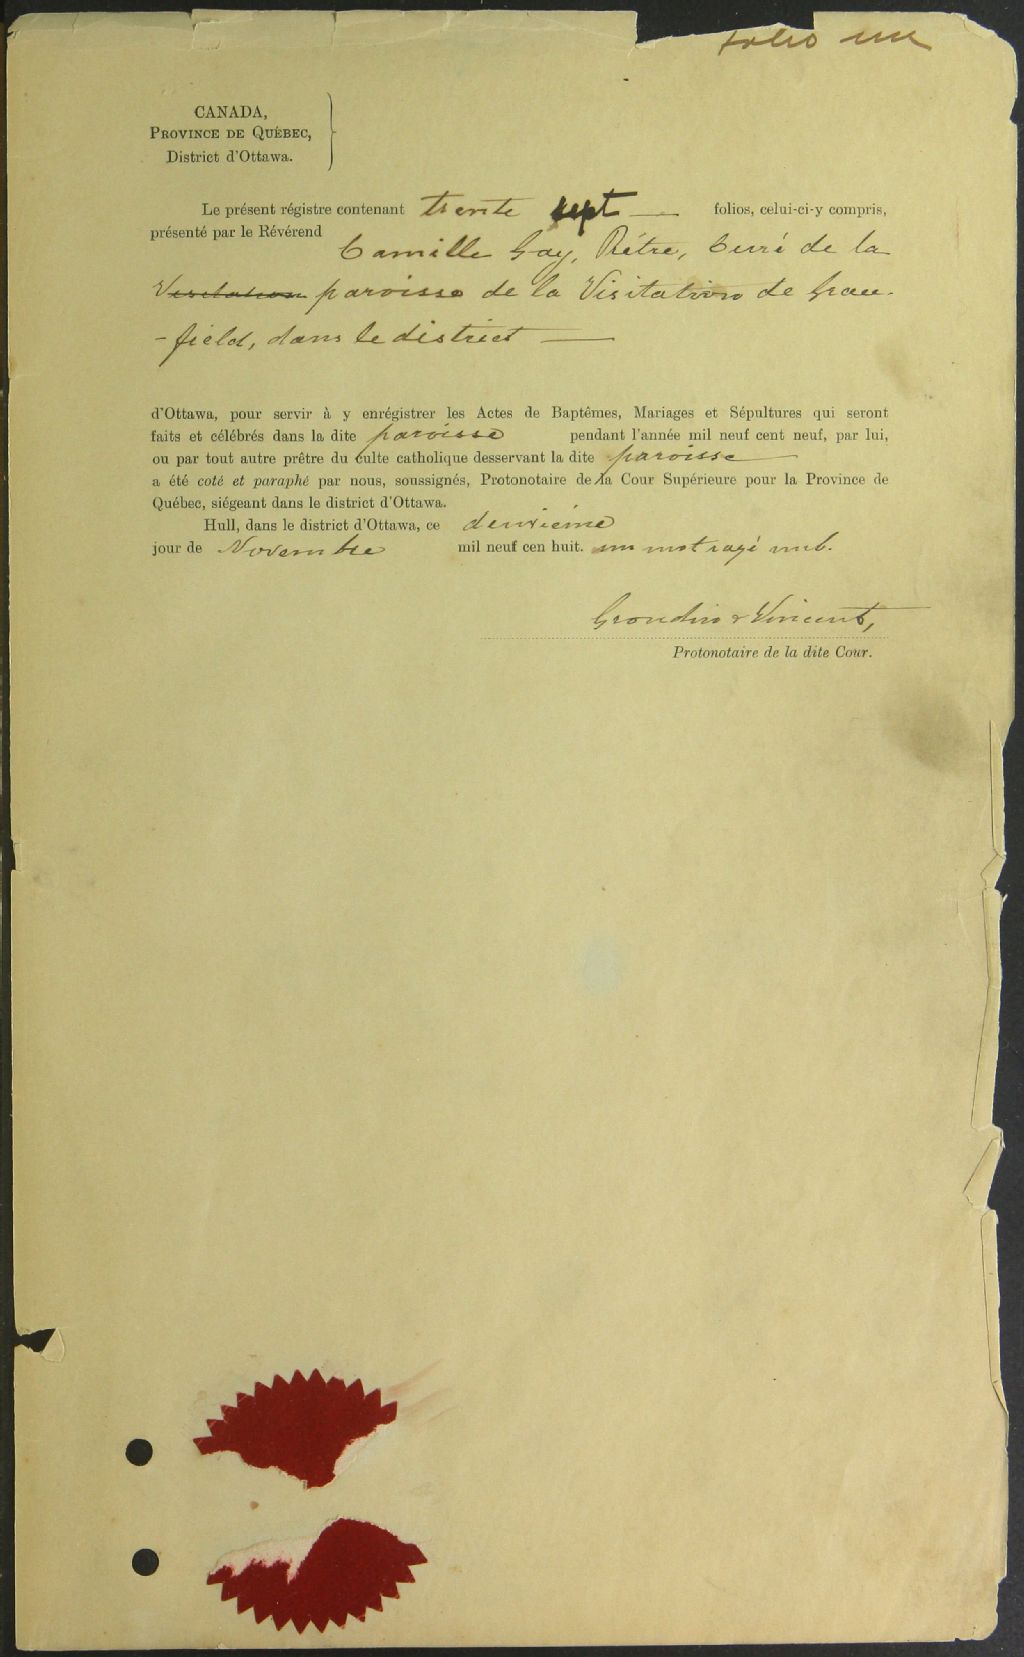 folio un
CANADA,
PROVINCE DE QUÉBEC,
District d'Ottawa.
Le présent régistre contenant trente sept folios, celui-ci-y compris,
présenté par le Révérend
Camille Gay, Prêtre, Curé de la
Visitation paroisse de la Visitation de Grace-
-field, dans le district
d'Ottawa, pour servir à y enrégistrer les Actes de Baptêmes, Mariages et Sépultures qui seront
faits et célébrés dans la dite paroisse pendant l'année mil neuf cent neuf, par lui,
ou par tout autre prêtre du culte catholique desservant la dite paroisse
a été coté et paraphé par nous, soussignés, Protonotaire de la Cour Supérieure pour la Province de
Québec, siégeant dans le district d'Ottawa.
Hull, dans le district d'Ottawa, ce deuxième
jour de Novembre mil neuf cen huit. un mot rayé nul.
Grondin & Vincent,
Protonotaire de la dite Cour.